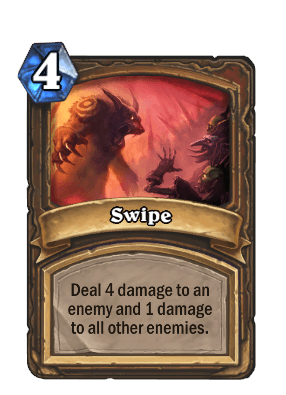 4
Swipe
Deal 4 damage to an
enemy and 1 damage
to all other enemies.